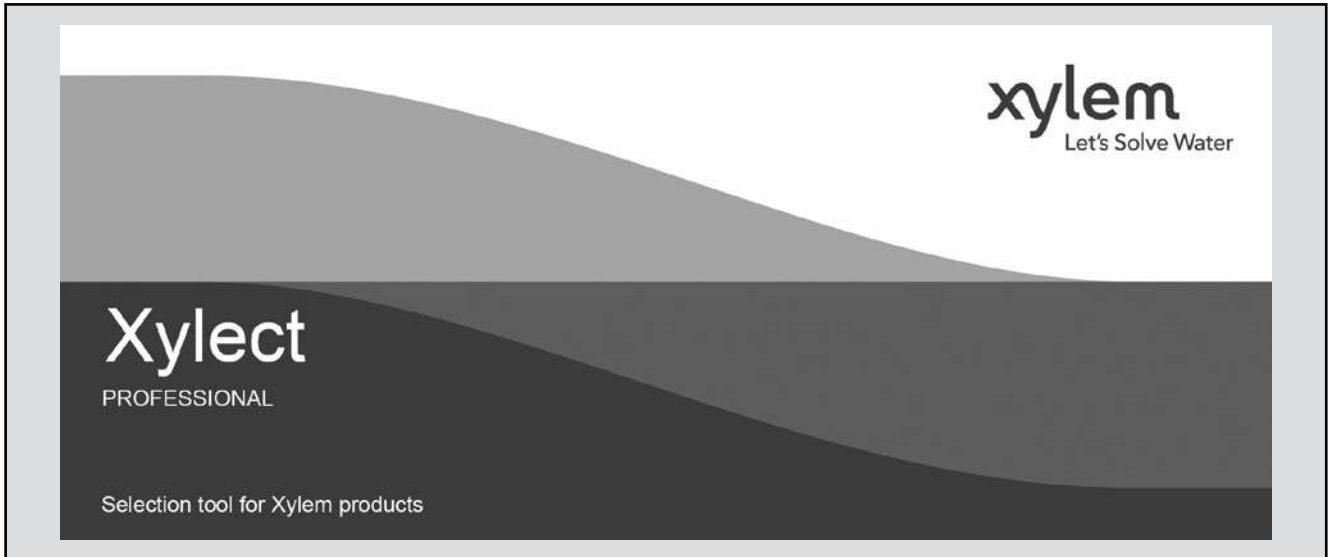 xylem
Let's Solve Water
Xylect
PROFESSIONAL
Selection tool for Xylem products